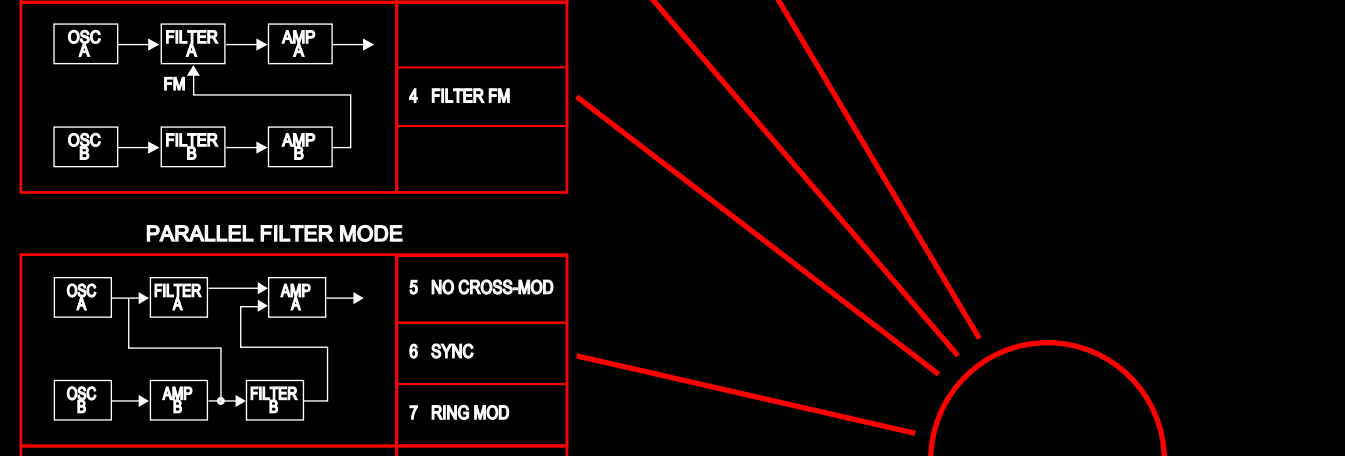 OSC
A
FILTER
A
AMP
A
FM
4 FILTER FM
OSC
B
FILTER
B
AMP
B
PARALLEL FILTER MODE
OSC
A
FILTER
A
AMP
A
5 NO CROSS-MOD
6 SYNC
OSC
B
AMP
B
FILTER
B
7 RING MOD